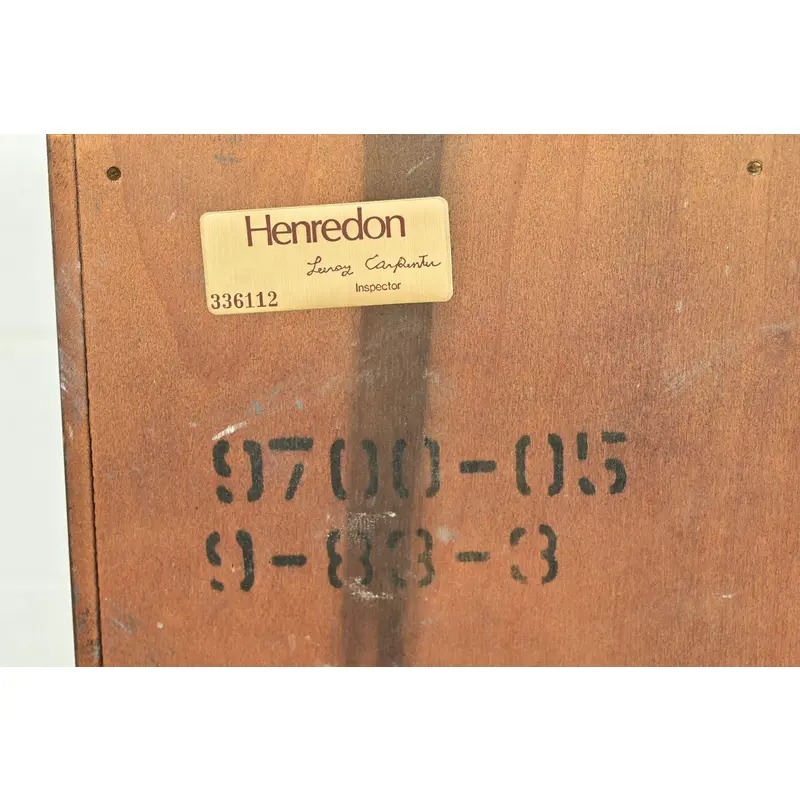 Henredon
Leroy Carpenter
Inspector
336112
9700-05
9-83-3